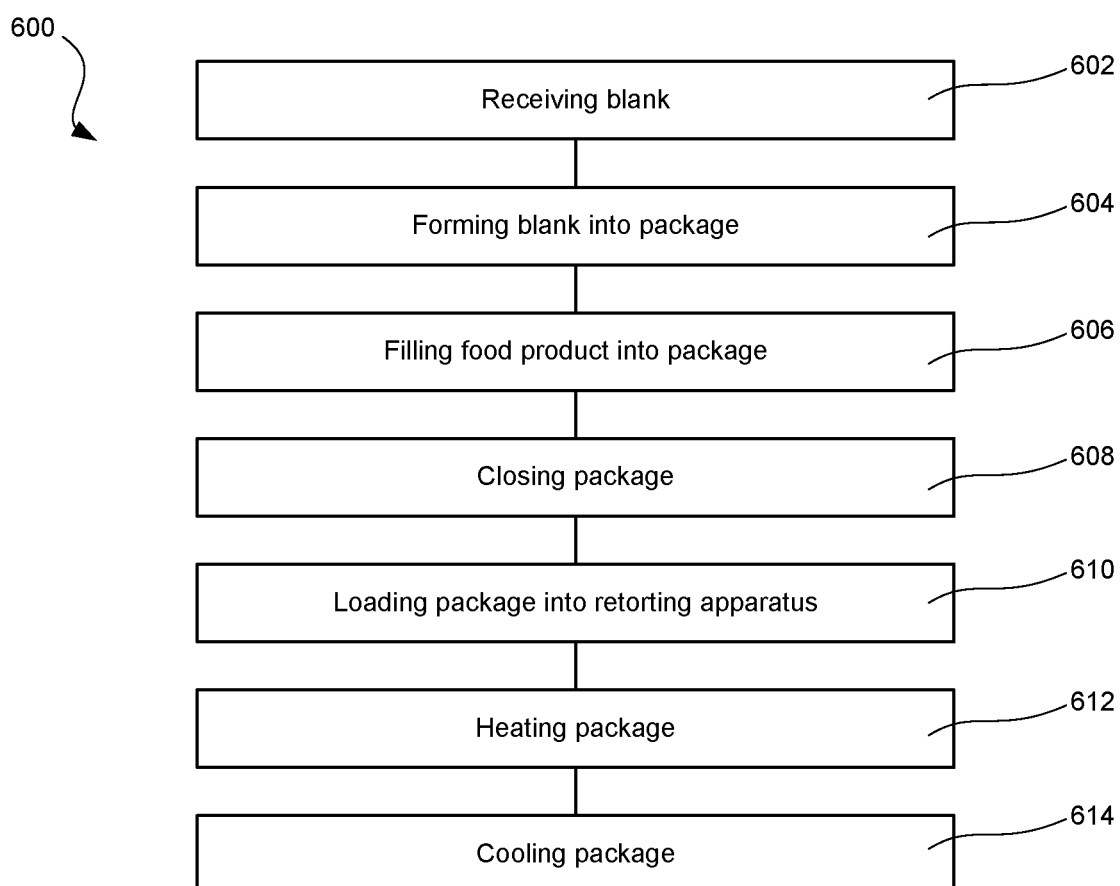 600
602
Receiving blank
604
Forming blank into package
606
Filling food product into package
608
Closing package
610
Loading package into retorting apparatus
612
Heating package
614
Cooling package